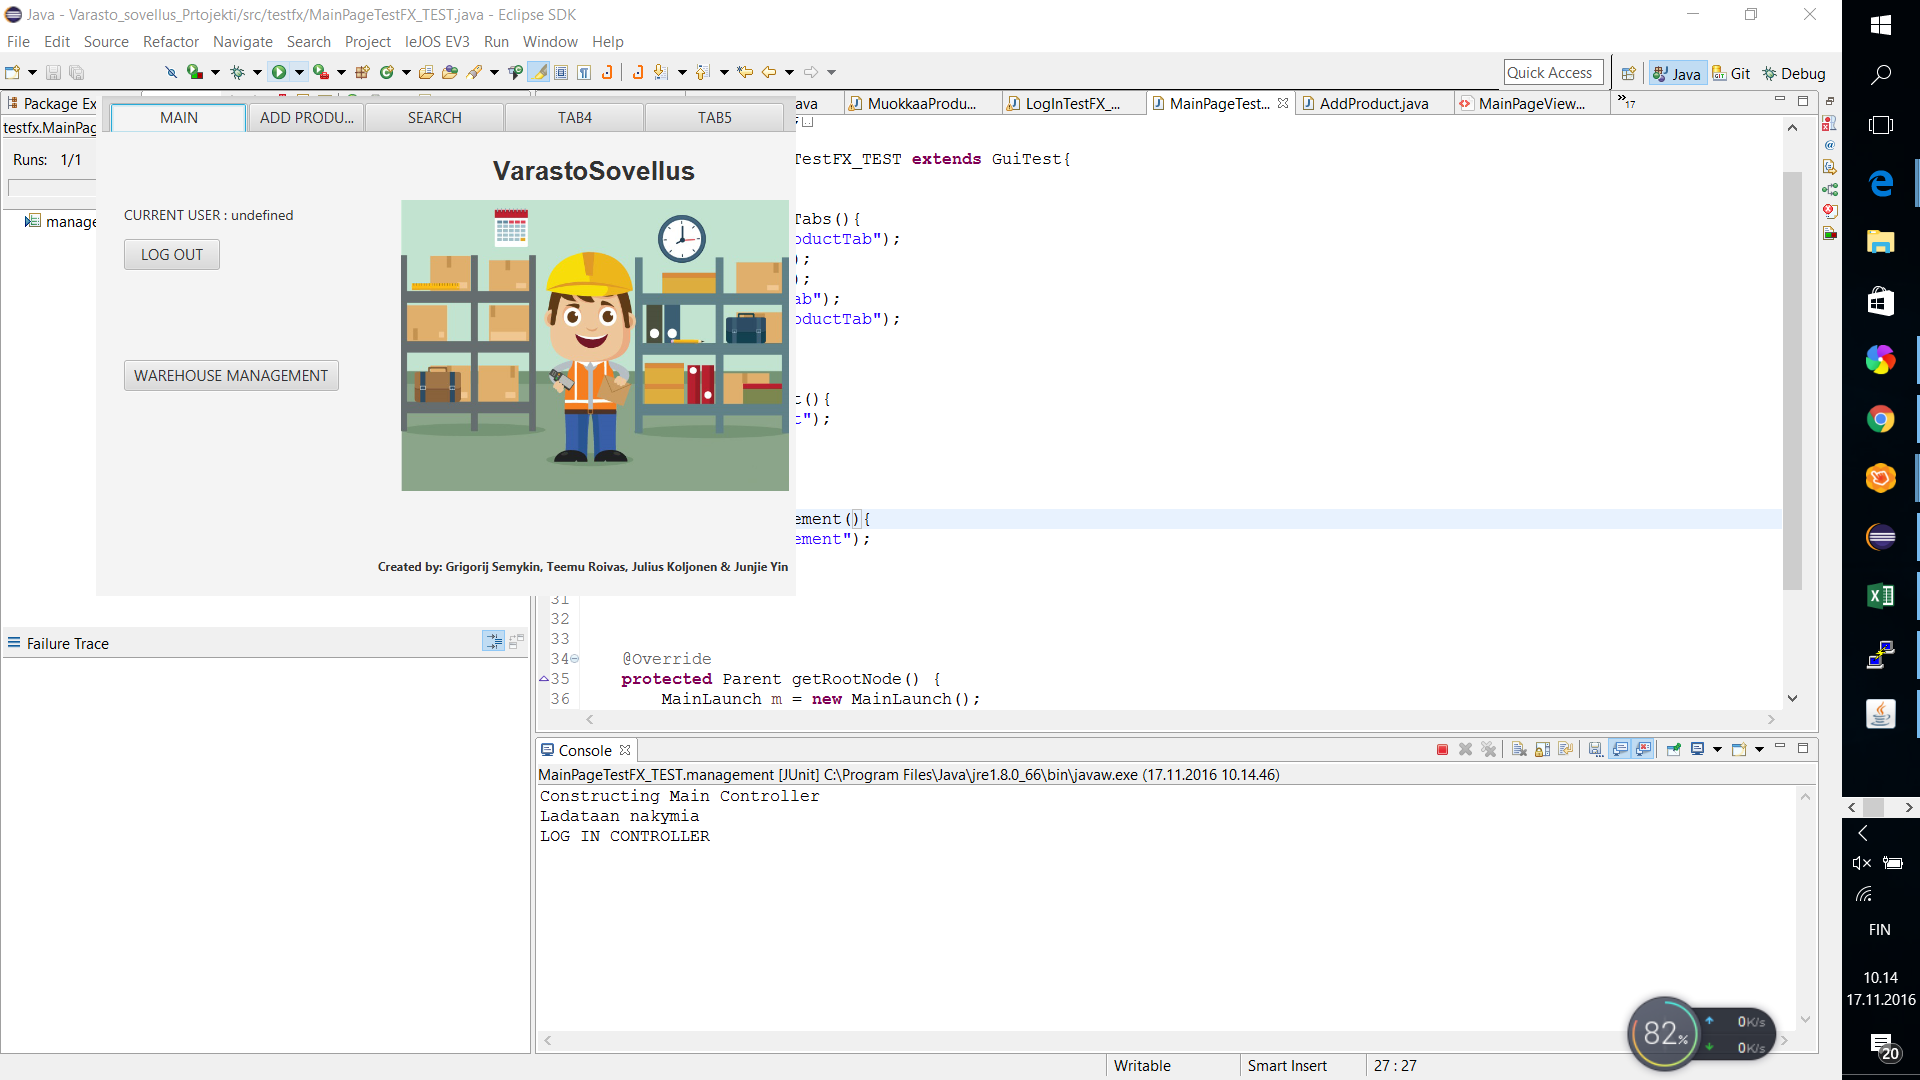 Java - Varasto_sovellus_Prtojekti/src/testfx/MainPageTestFX_TEST.java - Eclipse SDK
File Edit Source Refactor Navigate Search Project leJOS EV3 Run Window Help
Quick Access
Java
Git
Debug
Package Ex
testfx.MainPag
Runs: 1/1
manage
MAIN
ADD PRODU...
SEARCH
TAB4
TAB5
VarastoSovellus
CURRENT USER : undefined
LOG OUT
WAREHOUSE MANAGEMENT
Created by: Grigorij Semykin, Teemu Roivas, Julius Koljonen & Junjie Yin
Failure Trace
ava
MuokkaaProdu...
LogInTestFX_...
MainPageTest...
AddProduct.java
MainPageView...
17
TestFX_TEST extends GuiTest{
Tabs(){
oductTab");
);
);
ab");
oductTab");
t(){
t");
ement(){
ement");
31
32
33
34 @Override
35 protected Parent getRootNode() {
36 MainLaunch m = new MainLaunch();
Console
MainPageTestFX_TEST.management [JUnit] C:\Program Files\Java\jre1.8.0_66\bin\javaw.exe (17.11.2016 10.14.46)
Constructing Main Controller
Ladataan nakymia
LOG IN CONTROLLER
Writable
Smart Insert
27 : 27
82%
0K/s
0K/s
FIN
10.14
17.11.2016
20